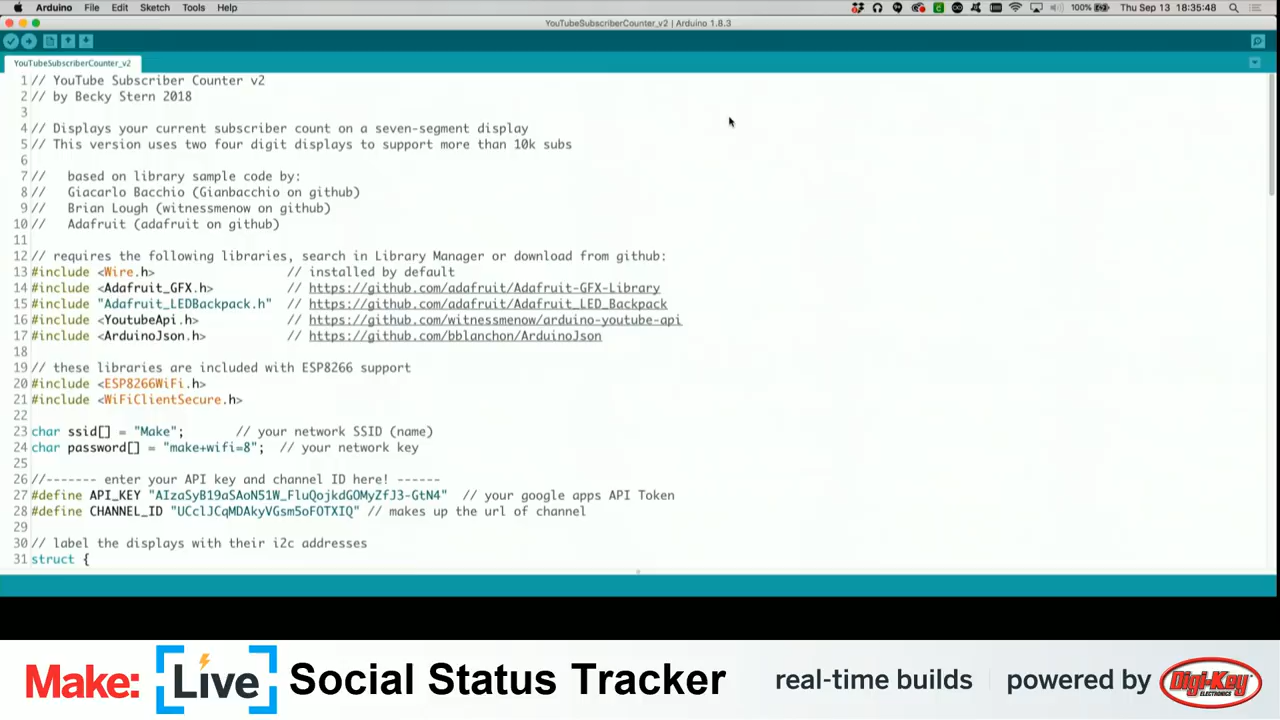 Arduino File Edit Sketch Tools Help 100% Thu Sep 13 18:35:48
YouTubeSubscriberCounter_v2 | Arduino 1.8.3
YouTubeSubscriberCounter_v2
1 // YouTube Subscriber Counter v2
2 // by Becky Stern 2018
3
4 // Displays your current subscriber count on a seven-segment display
5 // This version uses two four digit displays to support more than 10k subs
6
7 // based on library sample code by:
8 // Giacarlo Bacchio (Gianbacchio on github)
9 // Brian Lough (witnessmenow on github)
10 // Adafruit (adafruit on github)
11
12 // requires the following libraries, search in Library Manager or download from github:
13 #include <Wire.h> // installed by default
14 #include <Adafruit_GFX.h> // https://github.com/adafruit/Adafruit-GFX-Library
15 #include "Adafruit_LEDBackpack.h" // https://github.com/adafruit/Adafruit_LED_Backpack
16 #include <YoutubeApi.h> // https://github.com/witnessmenow/arduino-youtube-api
17 #include <ArduinoJson.h> // https://github.com/bblanchon/ArduinoJson
18
19 // these libraries are included with ESP8266 support
20 #include <ESP8266WiFi.h>
21 #include <WiFiClientSecure.h>
22
23 char ssid[] = "Make"; // your network SSID (name)
24 char password[] = "make+wifi=8"; // your network key
25
26 //------- enter your API key and channel ID here! ------
27 #define API_KEY "AIzaSyB19aSAoN51W_FluQojkdGOMyZfJ3-GtN4" // your google apps API Token
28 #define CHANNEL_ID "UCclJCqMDAkyVGsm5oFOTXIQ" // makes up the url of channel
29
30 // label the displays with their i2c addresses
31 struct {
Make: Live Social Status Tracker real-time builds powered by Digi-Key ELECTRONICS